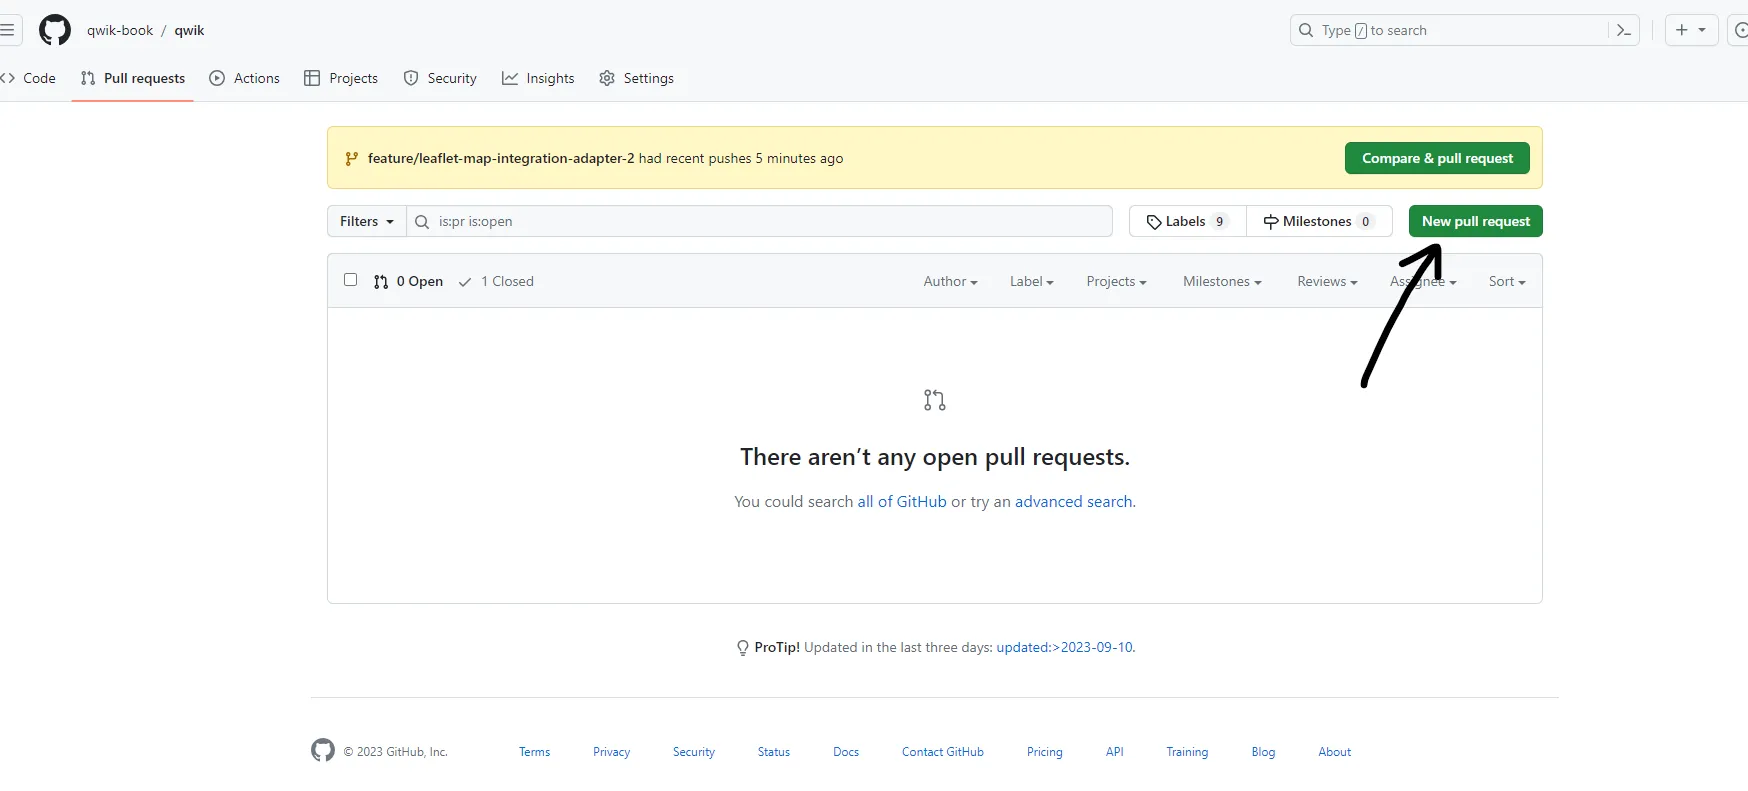 qwik-book / qwik
Type / to search
Code Pull requests Actions Projects Security Insights Settings
feature/leaflet-map-integration-adapter-2 had recent pushes 5 minutes ago
Compare & pull request
Filters is:pr is:open Labels 9 Milestones 0 New pull request
0 Open 1 Closed Author Label Projects Milestones Reviews Assignee Sort
There aren’t any open pull requests.
You could search all of GitHub or try an advanced search.
ProTip! Updated in the last three days: updated:>2023-09-10.
© 2023 GitHub, Inc. Terms Privacy Security Status Docs Contact GitHub Pricing API Training Blog About